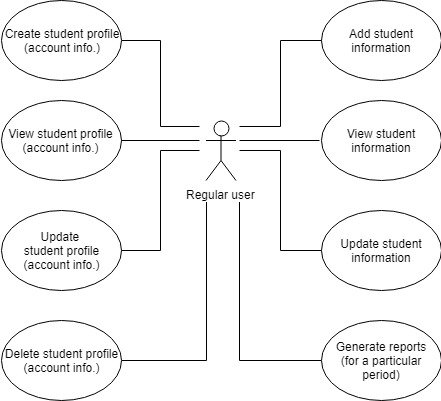 Create student profile
(account info.)
Add student
information
View student profile
(account info.)
View student
information
Regular user
Update
student profile
(account info.)
Update student
information
Delete student profile
(account info.)
Generate reports
(for a particular
period)